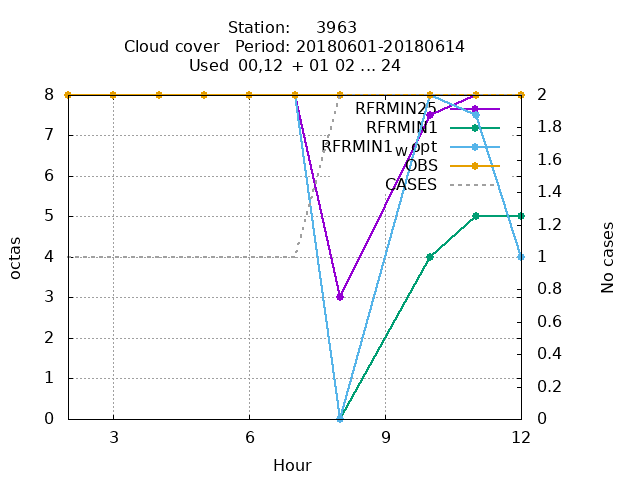 Station: 3963
Cloud cover Period: 20180601-20180614
Used 00,12 + 01 02 ... 24
8 2
RFRMIN25
7 1.8
RFRMIN1
RFRMIN1wopt
6 1.6
OBS
CASES
5 1.4
1.2
4 1
3 0.8
0.6
2 0.4
1 0.2
0 0
octas
No cases
3 6 9 12
Hour